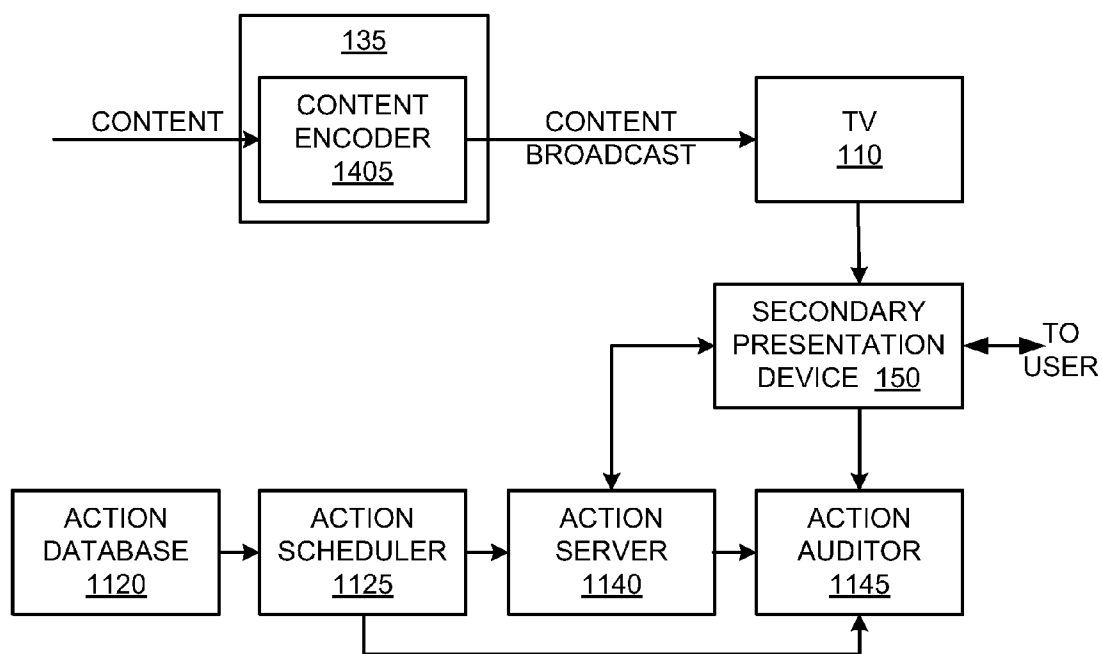 135
CONTENT
CONTENT
ENCODER
1405
CONTENT
BROADCAST
TV
110
SECONDARY
PRESENTATION
DEVICE 150
TO
USER
ACTION
DATABASE
1120
ACTION
SCHEDULER
1125
ACTION
SERVER
1140
ACTION
AUDITOR
1145